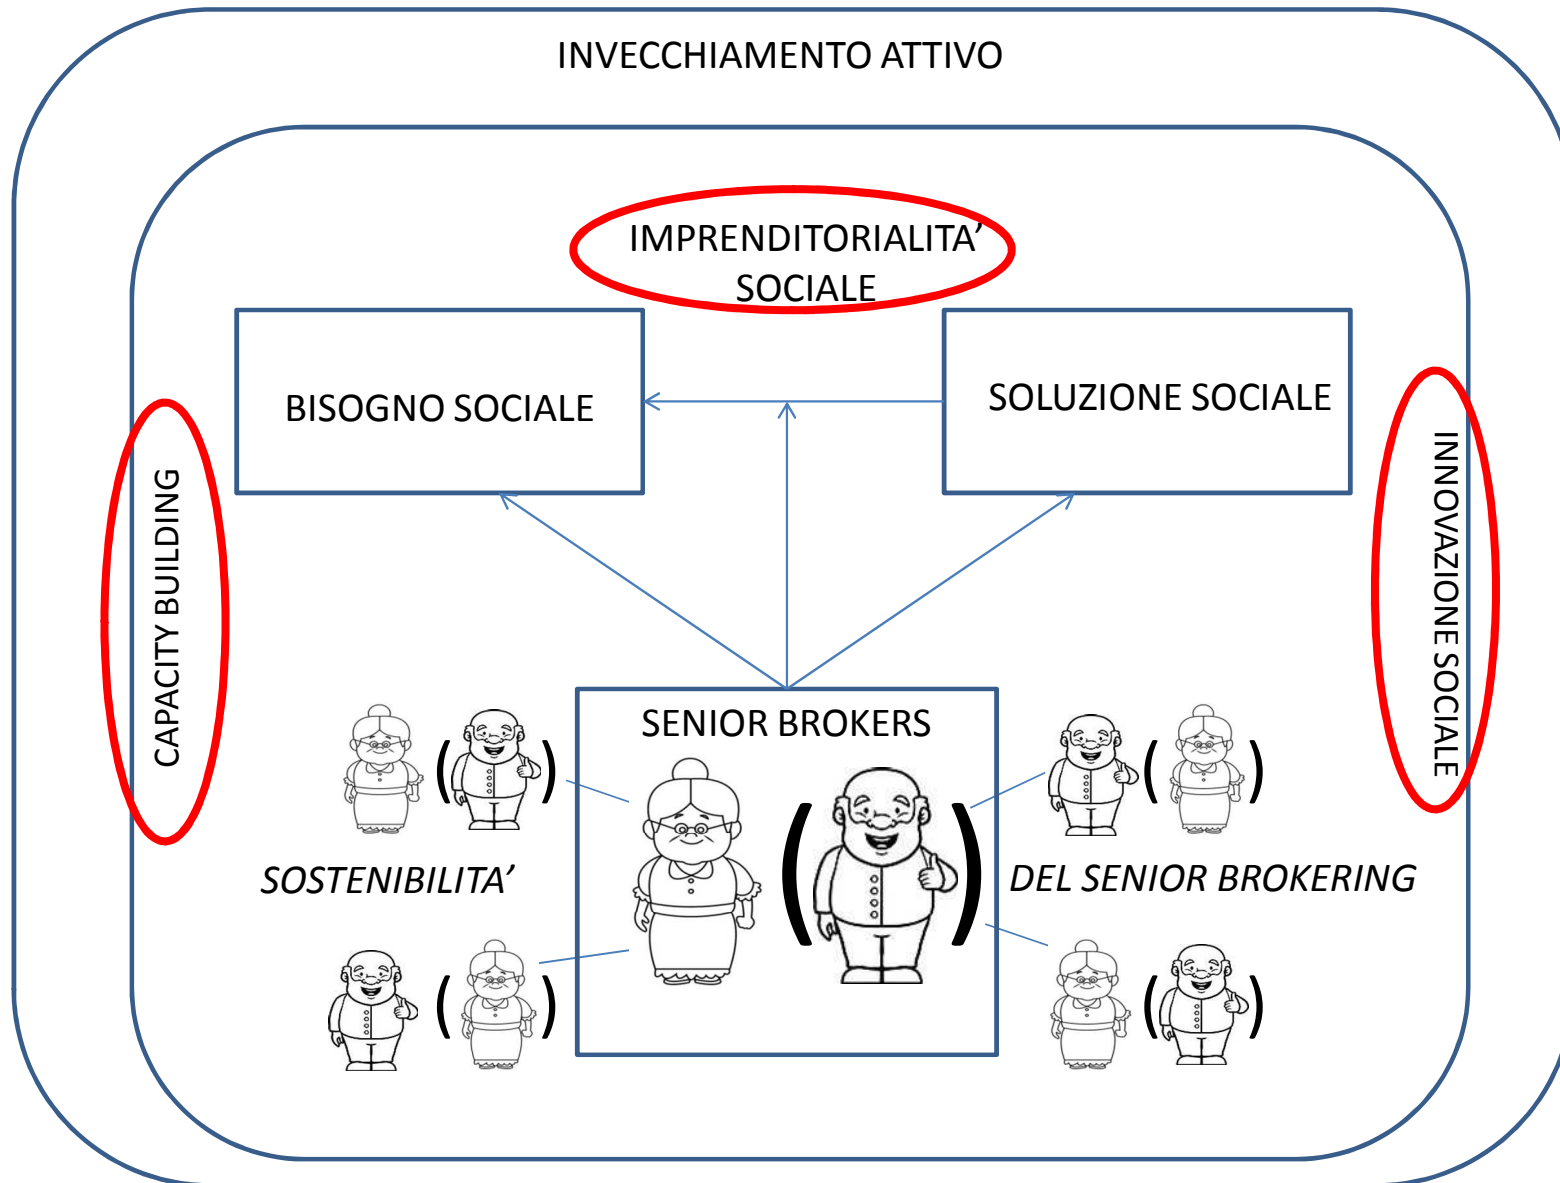 INVECCHIAMENTO ATTIVO
IMPRENDITORIALITA’
SOCIALE
BISOGNO SOCIALE
SOLUZIONE SOCIALE
CAPACITY BUILDING
INNOVAZIONE SOCIALE
SENIOR BROKERS
( )
( )
( )
SOSTENIBILITA’
DEL SENIOR BROKERING
( )
( )